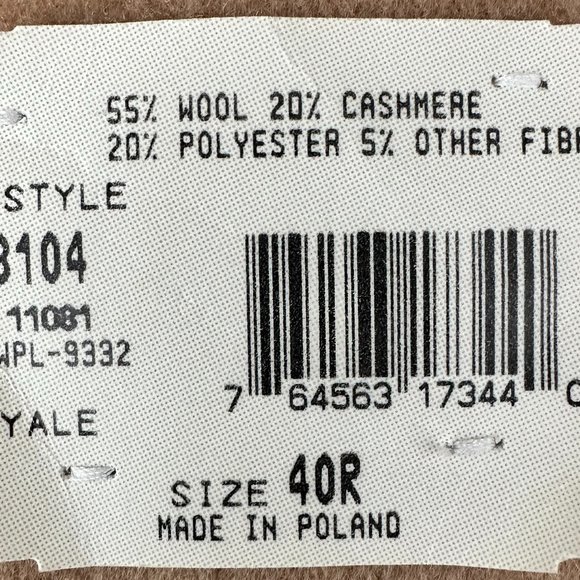 55% WOOL 20% CASHMERE
20% POLYESTER 5% OTHER FIB
STYLE
3104
11081
WPL-9332
YALE
7 64563 17344 0
SIZE 40R
MADE IN POLAND